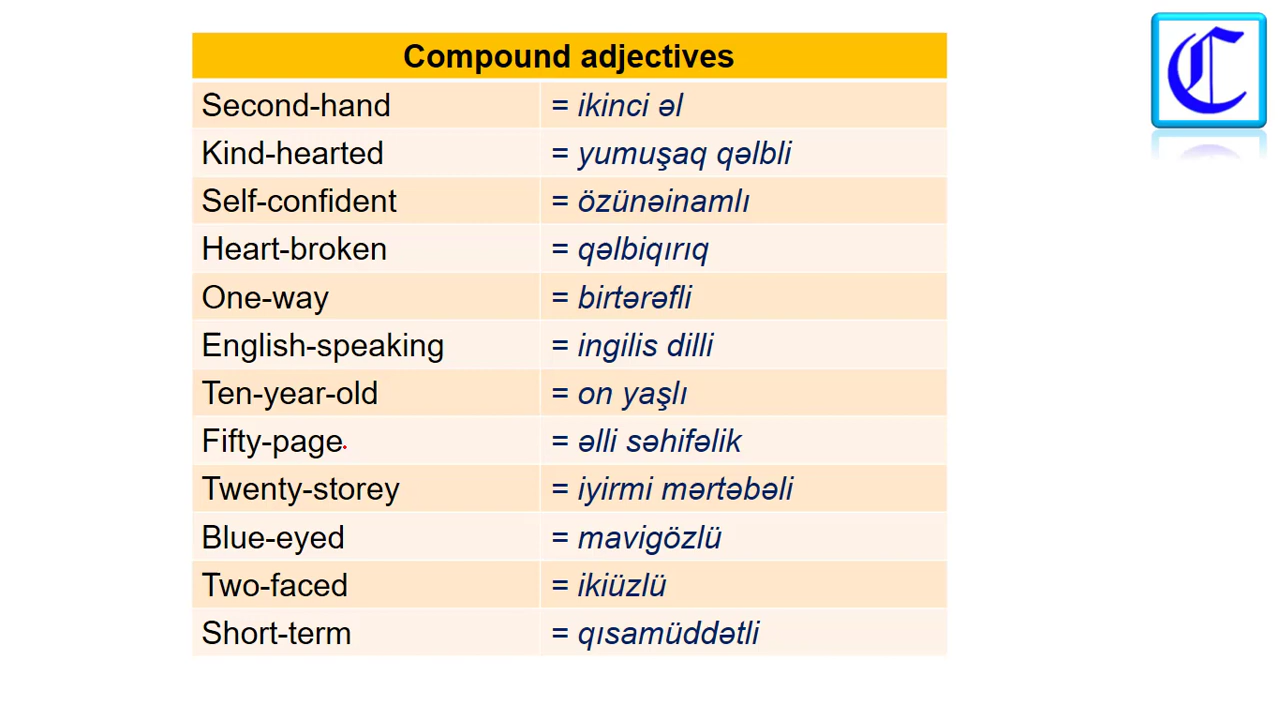 Compound adjectives
Second-hand = ikinci əl
Kind-hearted = yumuşaq qəlbli
Self-confident = özünəinamlı
Heart-broken = qəlbiqırıq
One-way = birtərəfli
English-speaking = ingilis dilli
Ten-year-old = on yaşlı
Fifty-page = əlli səhifəlik
Twenty-storey = iyirmi mərtəbəli
Blue-eyed = mavigözlü
Two-faced = ikiüzlü
Short-term = qısamüddətli
C